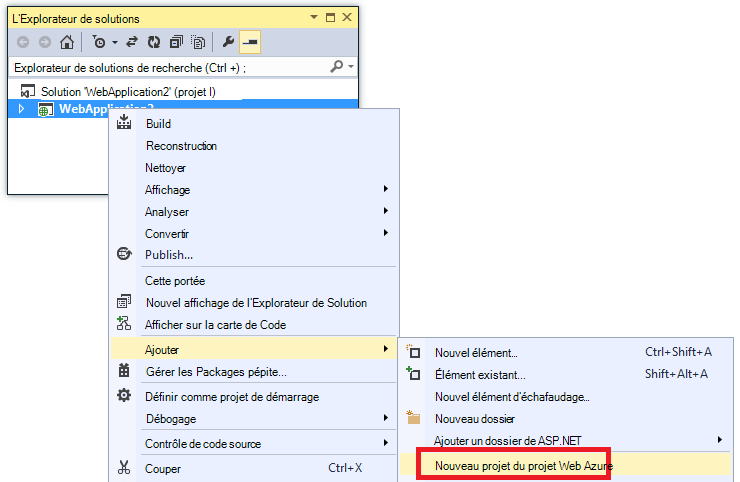 L'Explorateur de solutions
Explorateur de solutions de recherche (Ctrl +) ;
Solution 'WebApplication2' (projet I)
WebApplication2
Build
Reconstruction
Nettoyer
Affichage
Analyser
Convertir
Publish...
Cette portée
Nouvel affichage de l'Explorateur de Solution
Afficher sur la carte de Code
Ajouter
Gérer les Packages pépite...
Définir comme projet de démarrage
Débogage
Contrôle de code source
Couper Ctrl+X
Nouvel élément... Ctrl+Shift+A
Élément existant... Shift+Alt+A
Nouvel élément d'échafaudage...
Nouveau dossier
Ajouter un dossier de ASP.NET
Nouveau projet du projet Web Azure